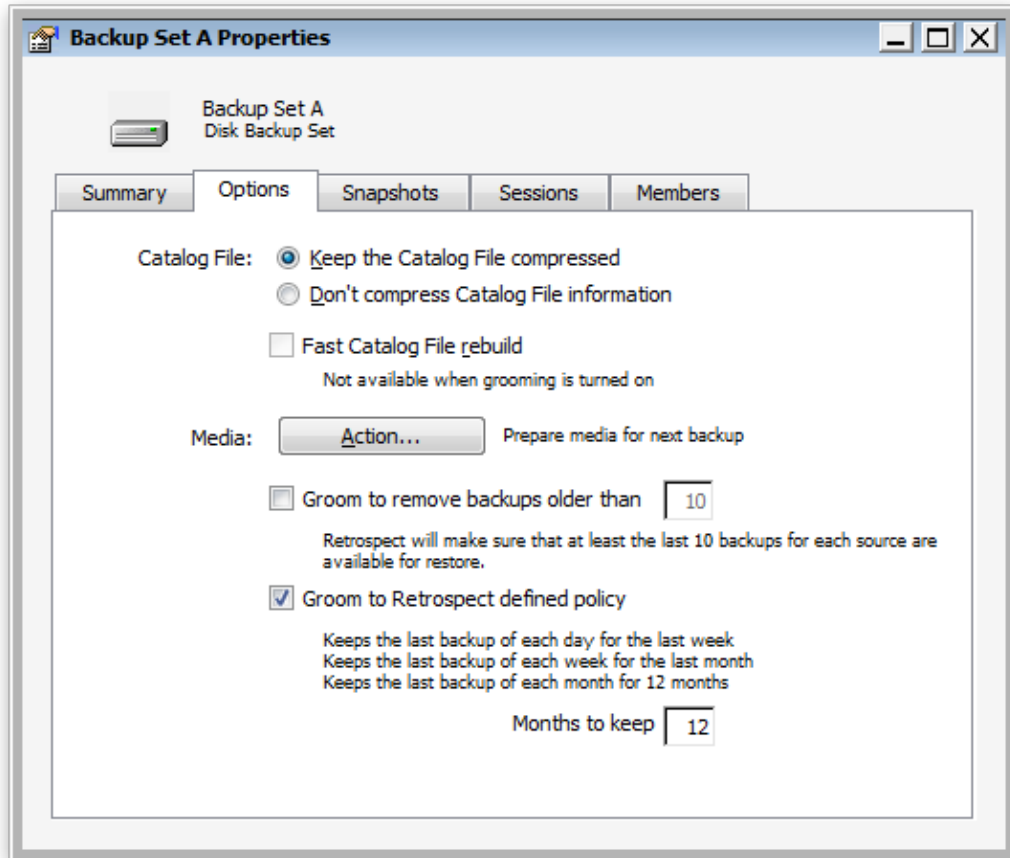 Backup Set A Properties
Backup Set A
Disk Backup Set
Summary
Options
Snapshots
Sessions
Members
Catalog File:
Keep the Catalog File compressed
Don't compress Catalog File information
Fast Catalog File rebuild
Not available when grooming is turned on
Media:
Action...
Prepare media for next backup
Groom to remove backups older than
10
Retrospect will make sure that at least the last 10 backups for each source are
available for restore.
Groom to Retrospect defined policy
Keeps the last backup of each day for the last week
Keeps the last backup of each week for the last month
Keeps the last backup of each month for 12 months
Months to keep
12